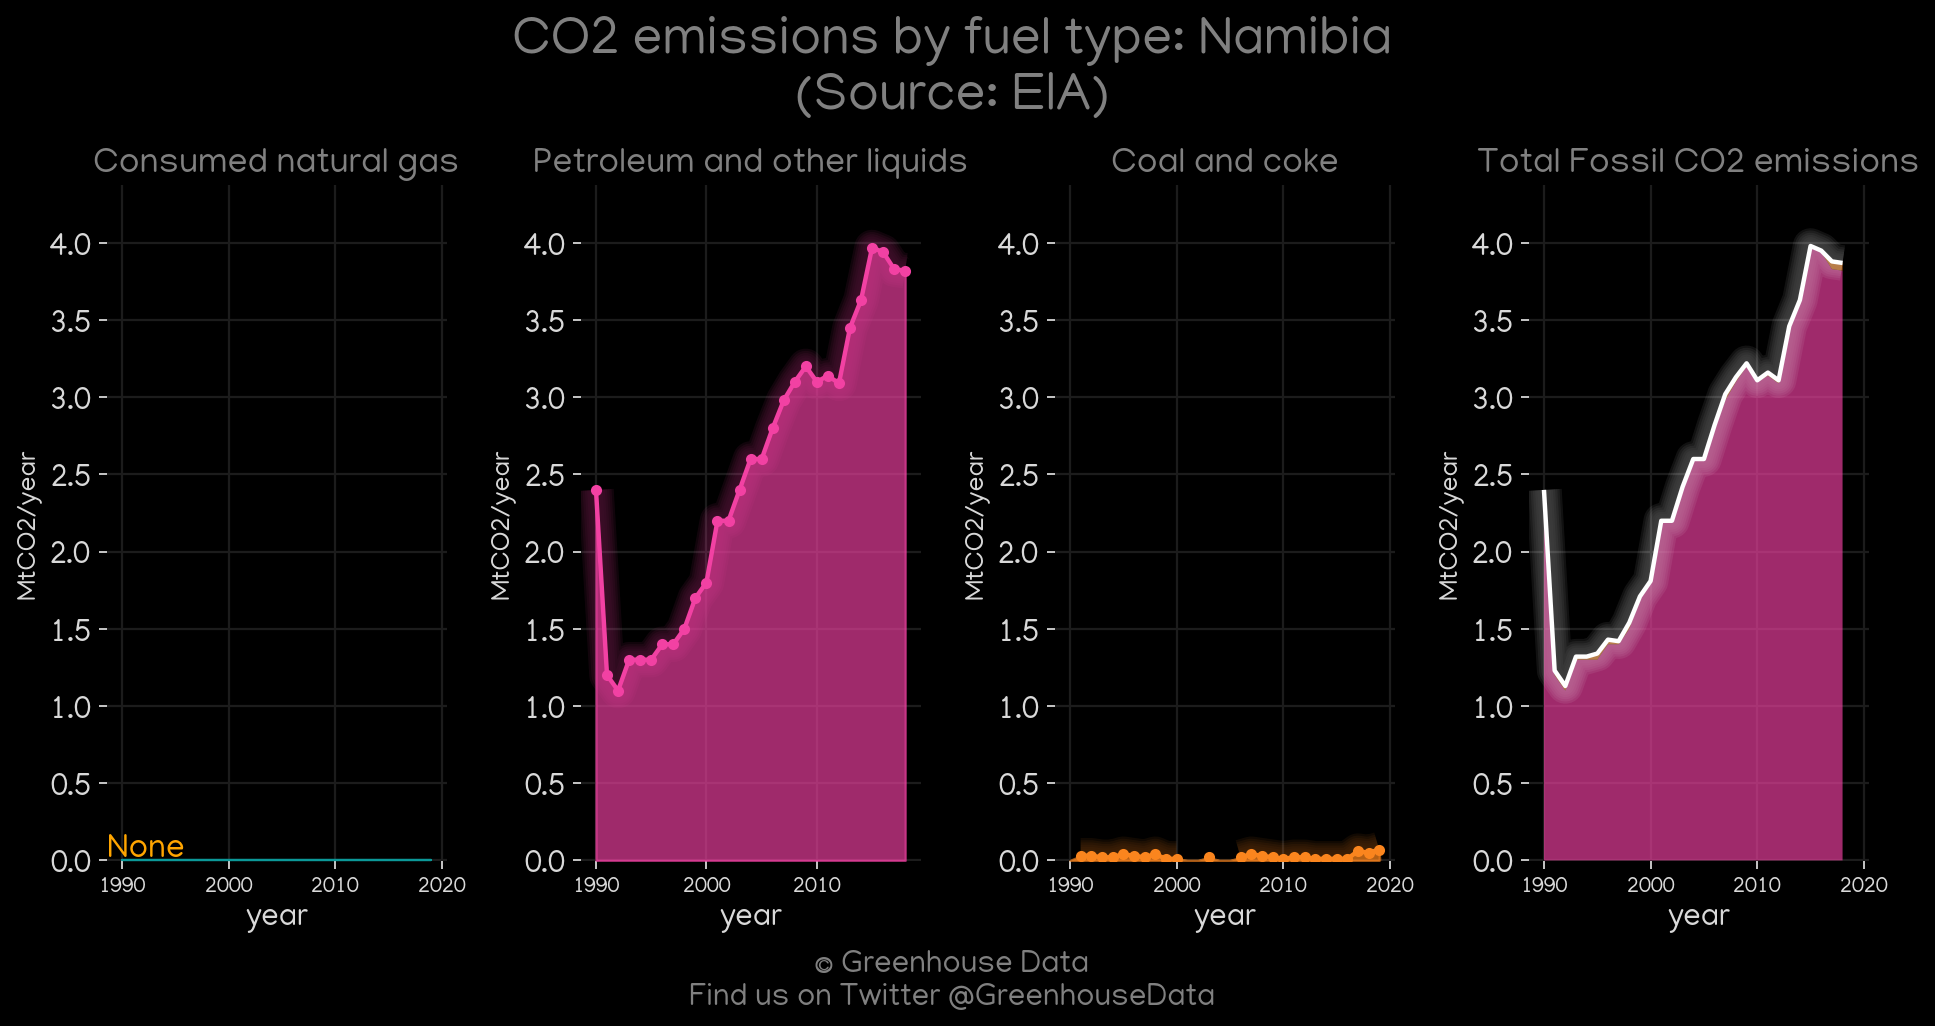 CO2 emissions by fuel type: Namibia
(Source: EIA)
Consumed natural gas
MtCO2/year
4.0
3.5
3.0
2.5
2.0
1.5
1.0
0.5
0.0
None
1990 2000 2010 2020
year
Petroleum and other liquids
MtCO2/year
4.0
3.5
3.0
2.5
2.0
1.5
1.0
0.5
0.0
1990 2000 2010
year
Coal and coke
MtCO2/year
4.0
3.5
3.0
2.5
2.0
1.5
1.0
0.5
0.0
1990 2000 2010 2020
year
Total Fossil CO2 emissions
MtCO2/year
4.0
3.5
3.0
2.5
2.0
1.5
1.0
0.5
0.0
1990 2000 2010 2020
year
© Greenhouse Data
Find us on Twitter @GreenhouseData